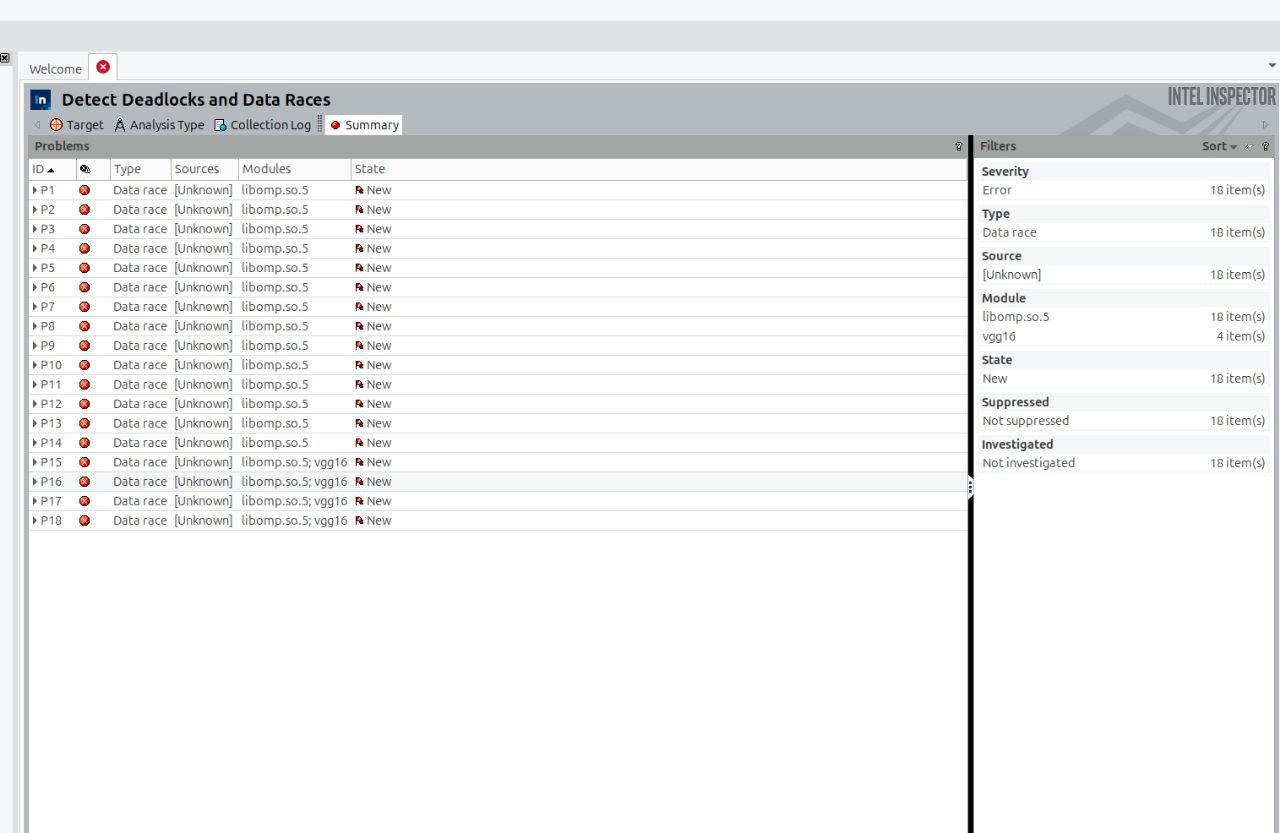 Welcome
in Detect Deadlocks and Data Races
INTEL INSPECTOR
Target Analysis Type Collection Log Summary
Problems ?
Filters Sort ?
ID Type Sources Modules State
P1 Data race [Unknown] libomp.so.5 New
P2 Data race [Unknown] libomp.so.5 New
P3 Data race [Unknown] libomp.so.5 New
P4 Data race [Unknown] libomp.so.5 New
P5 Data race [Unknown] libomp.so.5 New
P6 Data race [Unknown] libomp.so.5 New
P7 Data race [Unknown] libomp.so.5 New
P8 Data race [Unknown] libomp.so.5 New
P9 Data race [Unknown] libomp.so.5 New
P10 Data race [Unknown] libomp.so.5 New
P11 Data race [Unknown] libomp.so.5 New
P12 Data race [Unknown] libomp.so.5 New
P13 Data race [Unknown] libomp.so.5 New
P14 Data race [Unknown] libomp.so.5 New
P15 Data race [Unknown] libomp.so.5; vgg16 New
P16 Data race [Unknown] libomp.so.5; vgg16 New
P17 Data race [Unknown] libomp.so.5; vgg16 New
P18 Data race [Unknown] libomp.so.5; vgg16 New
Severity
Error 18 item(s)
Type
Data race 18 item(s)
Source
[Unknown] 18 item(s)
Module
libomp.so.5 18 item(s)
vgg16 4 item(s)
State
New 18 item(s)
Suppressed
Not suppressed 18 item(s)
Investigated
Not investigated 18 item(s)